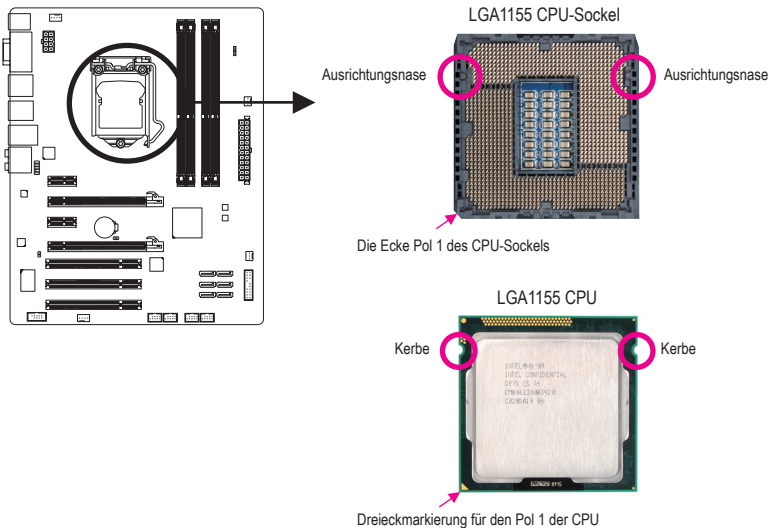 LGA1155 CPU-Sockel
Ausrichtungsnase
Ausrichtungsnase
Die Ecke Pol 1 des CPU-Sockels
LGA1155 CPU
Kerbe
Kerbe
INTEL CONFIDENTIAL
Dreieckmarkierung für den Pol 1 der CPU